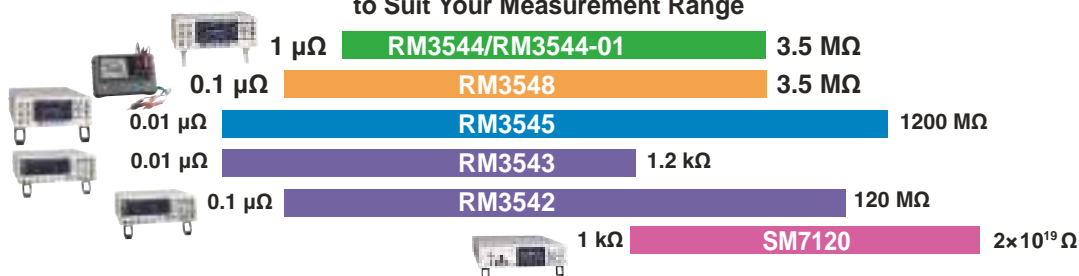 to Suit Your Measurement Range
1 µΩ RM3544/RM3544-01 3.5 MΩ
0.1 µΩ RM3548 3.5 MΩ
0.01 µΩ RM3545 1200 MΩ
0.01 µΩ RM3543 1.2 kΩ
0.1 µΩ RM3542 120 MΩ
1 kΩ SM7120 2×10¹⁹ Ω